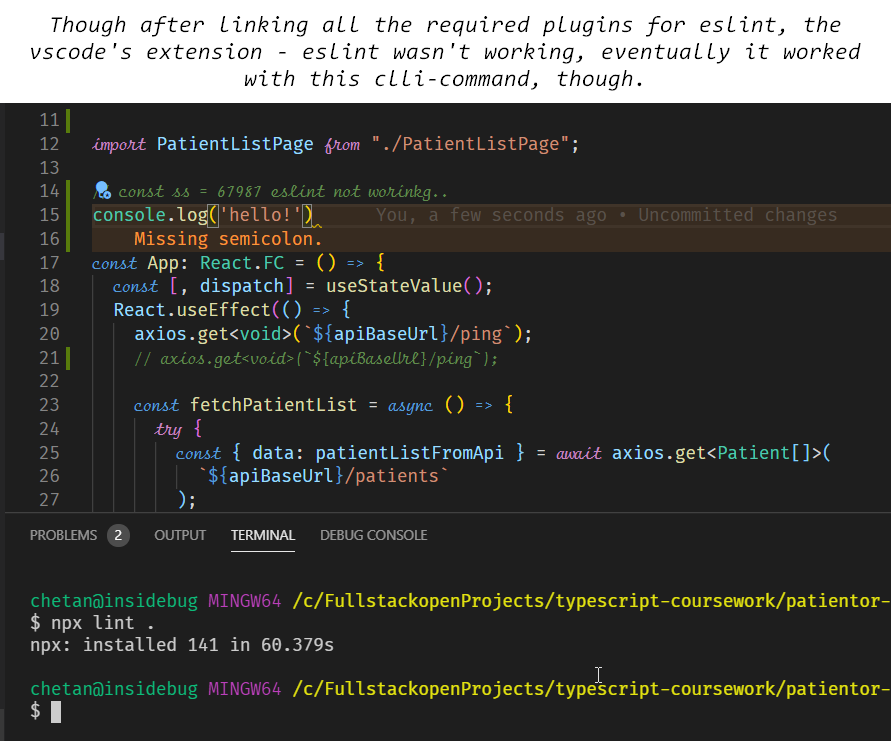 Though after linking all the required plugins for eslint, the
vscode's extension - eslint wasn't working, eventually it worked
with this clli-command, though.
11
12 import PatientListPage from "./PatientListPage";
13
14 / const ss = 67987 eslint not worinkg..
15 console.log('hello!') You, a few seconds ago • Uncommitted changes
16 Missing semicolon.
17 const App: React.FC = () => {
18 const [, dispatch] = useStateValue();
19 React.useEffect(() => {
20 axios.get<void>(`${apiBaseUrl}/ping`);
21 // axios.get<void>(`${apiBaseUrl}/ping`);
22
23 const fetchPatientList = async () => {
24 try {
25 const { data: patientListFromApi } = await axios.get<Patient[]>(
26 `${apiBaseUrl}/patients`
27 );
PROBLEMS 2 OUTPUT TERMINAL DEBUG CONSOLE
chetan@insidebug MINGW64 /c/FullstackopenProjects/typescript-coursework/patientor-
$ npx lint .
npx: installed 141 in 60.379s
chetan@insidebug MINGW64 /c/FullstackopenProjects/typescript-coursework/patientor-
$